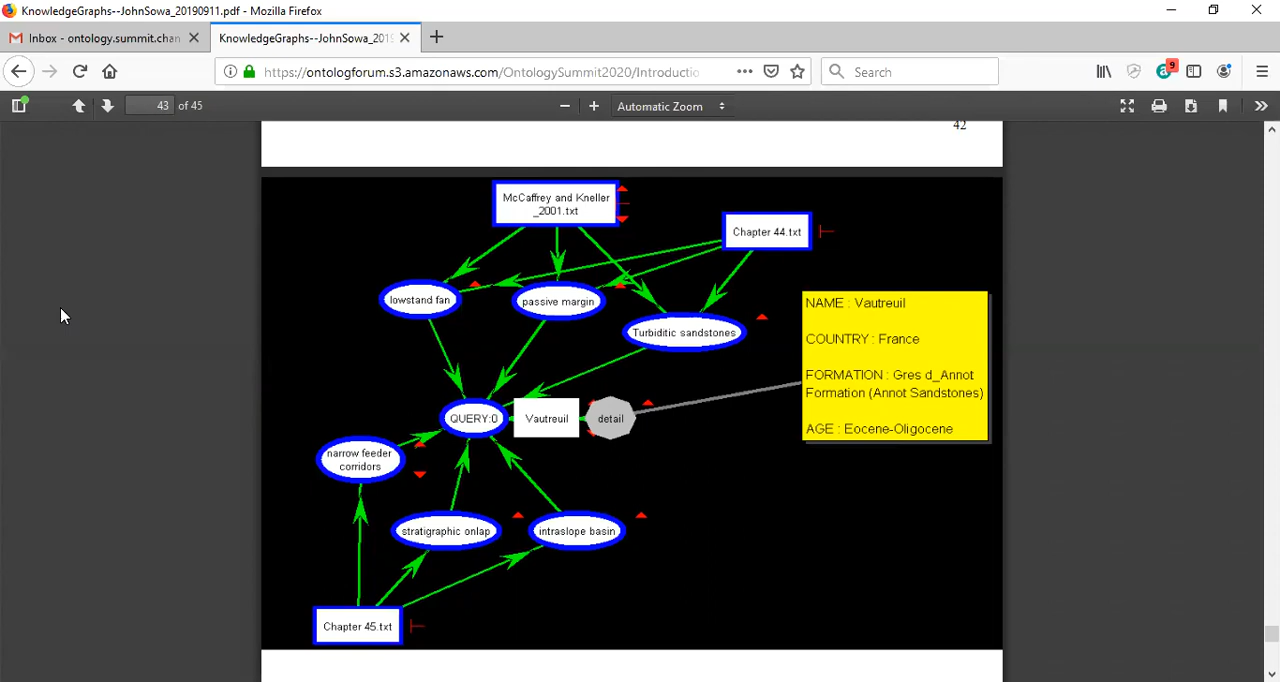 KnowledgeGraphs--JohnSowa_20190911.pdf - Mozilla Firefox
Inbox - ontology.summit.chan
KnowledgeGraphs--JohnSowa_201
https://ontologforum.s3.amazonaws.com/OntologySummit2020/Introductio
Search
9
43 of 45
Automatic Zoom
42
McCaffrey and Kneller
_2001.txt
Chapter 44.txt
lowstand fan
passive margin
Turbiditic sandstones
NAME : Vautreuil
COUNTRY : France
FORMATION : Gres d_Annot
Formation (Annot Sandstones)
AGE : Eocene-Oligocene
QUERY:0
Vautreuil
detail
narrow feeder
corridors
stratigraphic onlap
intraslope basin
Chapter 45.txt